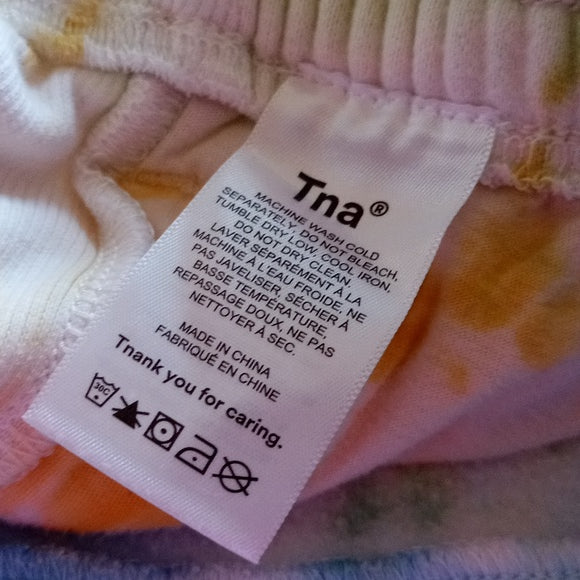 Tna®
MACHINE WASH COLD
SEPARATELY. DO NOT BLEACH.
TUMBLE DRY LOW, COOL IRON.
DO NOT DRY CLEAN.
LAVER SÉPARÉMENT À LA
MACHINE À L'EAU FROIDE, NE
PAS JAVELISER, SÉCHER À
BASSE TEMPÉRATURE,
REPASSAGE DOUX, NE PAS
NETTOYER À SEC.
MADE IN CHINA
FABRIQUÉ EN CHINE
Thank you for caring.
30C